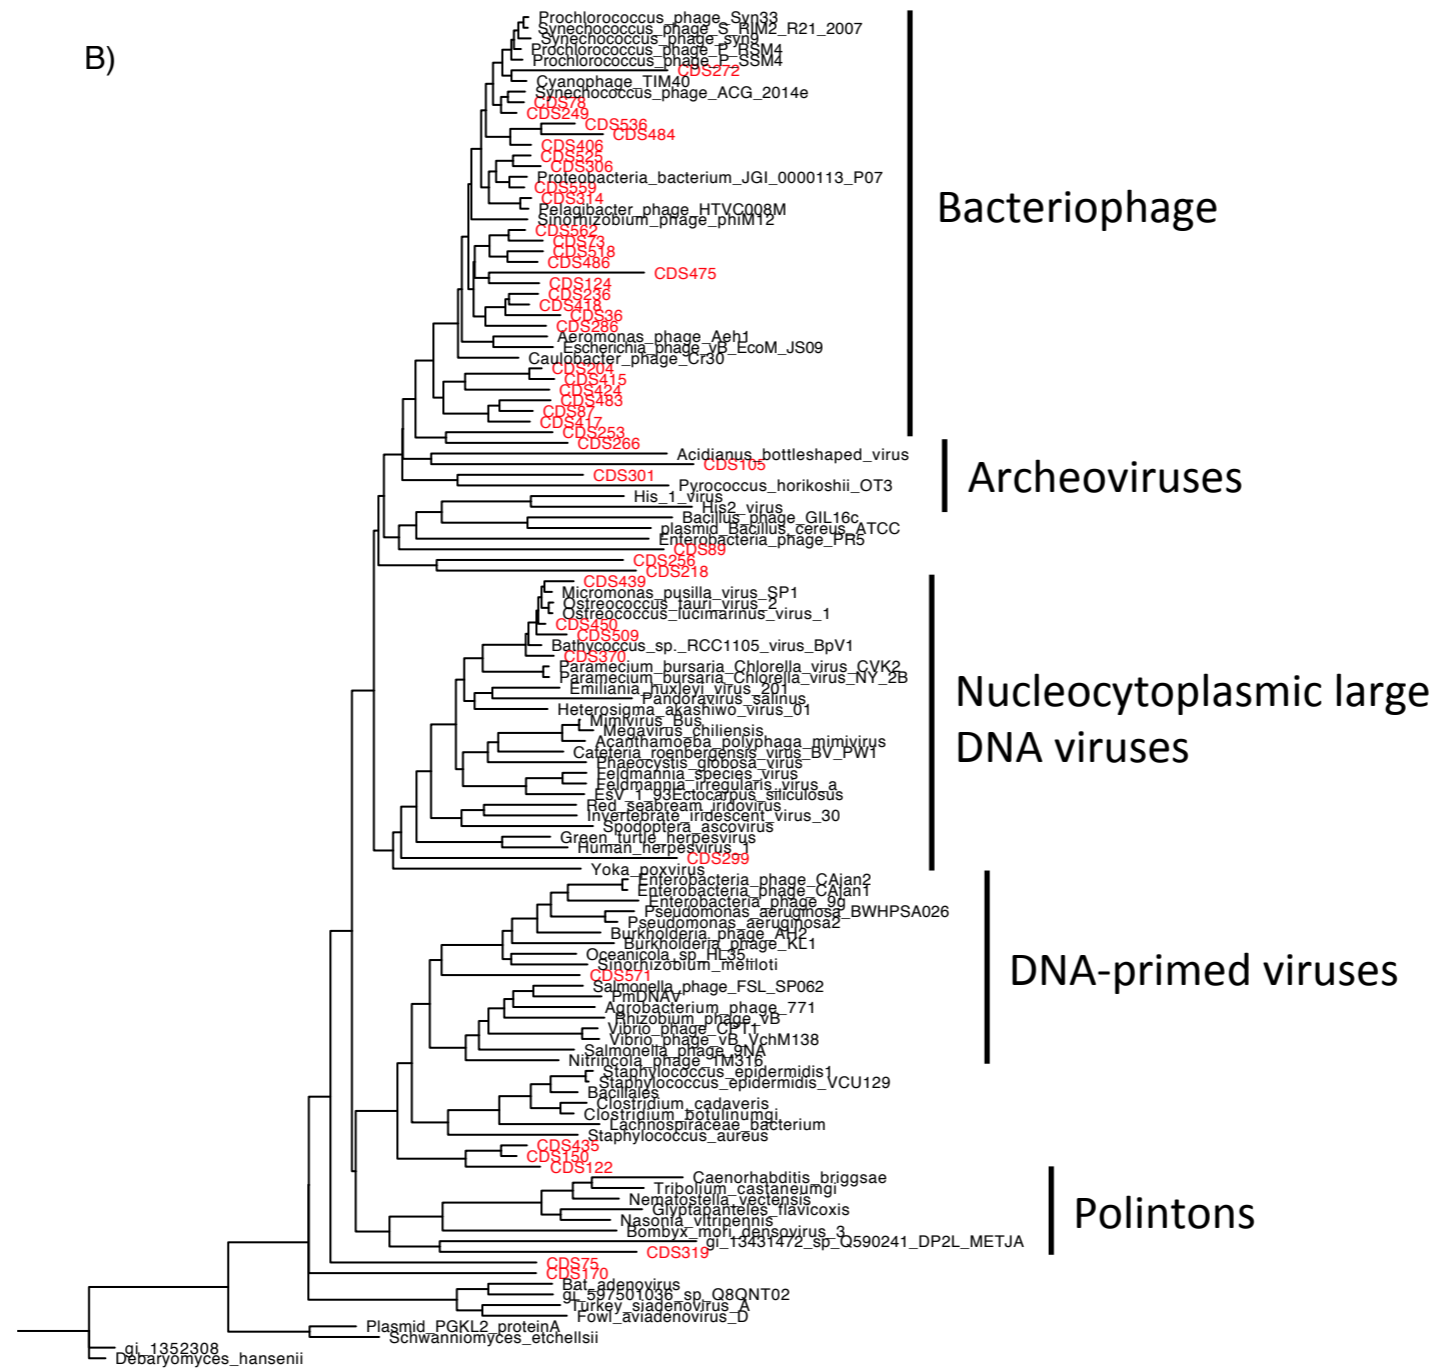 B)
Prochlorococcus_phage_Syn33
Synechococcus_phage_S_RIM2_R21_2007
Synechococcus_phage_syn9
Prochlorococcus_phage_P_RSM4
Prochlorococcus_phage_P_SSM4
CDS272
Cyanophage_TIM40
Synechococcus_phage_ACG_2014e
CDS78
CDS249
CDS536
CDS484
CDS406
CDS525
CDS306
Proteobacteria_bacterium_JGI_0000113_P07
CDS559
CDS314
Pelagibacter_phage_HTVC008M
Sinorhizobium_phage_phiM12
CDS562
CDS73
CDS518
CDS486
CDS475
CDS124
CDS236
CDS418
CDS36
CDS286
Aeromonas_phage_Aeh1
Escherichia_phage_vB_EcoM_JS09
Caulobacter_phage_Cr30
CDS204
CDS415
CDS424
CDS483
CDS87
CDS417
CDS253
CDS266
Bacteriophage
Acidianus_bottleshaped_virus
CDS105
CDS301
Pyrococcus_horikoshii_OT3
Archeoviruses
His_1_virus
His2_virus
Bacillus_phage_GIL16c
plasmid_Bacillus_cereus_ATCC
Enterobacteria_phage_PR5
CDS89
CDS256
CDS218
CDS439
Micromonas_pusilla_virus_SP1
Ostreococcus_tauri_virus_2
Ostreococcus_lucimarinus_virus_1
CDS450
CDS509
Bathycoccus_sp._RCC1105_virus_BpV1
CDS370
Paramecium_bursaria_Chlorella_virus_CVK2
Paramecium_bursaria_Chlorella_virus_NY_2B
Emiliania_huxleyi_virus_201
Pandoravirus_salinus
Heterosigma_akashiwo_virus_01
Mimivirus_Bus
Megavirus_chiliensis
Acanthamoeba_polyphaga_mimivirus
Cafeteria_roenbergensis_virus_BV_PW1
Phaeocystis_globosa_virus
Feldmannia_species_virus
Feldmannia_irregularis_virus_a
EsV_1_93Ectocarpus_siliculosus
Red_seabream_iridovirus
Invertebrate_iridescent_virus_30
Spodoptera_ascovirus
Green_turtle_herpesvirus
Human_herpesvirus_1
CDS299
Yoka_poxvirus
Nucleocytoplasmic large
DNA viruses
Enterobacteria_phage_CAjan2
Enterobacteria_phage_CAjan1
Enterobacteria_phage_9g
Pseudomonas_aeruginosa_BWHPSA026
Pseudomonas_aeruginosa2
Burkholderia_phage_AH2
Burkholderia_phage_KL1
Oceanicola_sp_HL35
Sinorhizobium_meliloti
CDS571
Salmonella_phage_FSL_SP062
PmDNAV
Agrobacterium_phage_771
Rhizobium_phage_vB
Vibrio_phage_CPT1
Vibrio_phage_vB_VchM138
Salmonella_phage_9NA
Nitrincola_phage_1M316
DNA-primed viruses
Staphylococcus_epidermidis1
Staphylococcus_epidermidis_VCU129
Bacillales
Clostridium_cadaveris
Clostridium_botulinumgi
Lachnospiraceae_bacterium
Staphylococcus_aureus
CDS435
CDS150
CDS122
Caenorhabditis_briggsae
Tribolium_castaneumgi
Nematostella_vectensis
Glyptapanteles_flavicoxis
Nasonia_vitripennis
Bombyx_mori_densovirus_3
gi_13431472_sp_Q590241_DP2L_METJA
CDS319
Polintons
CDS75
CDS170
Bat_adenovirus
gi_597501036_sp_Q8QNT02
Turkey_siadenovirus_A
Fowl_aviadenovirus_D
Plasmid_PGKL2_proteinA
Schwanniomyces_etchellsii
gi_1352308
Debaryomyces_hansenii